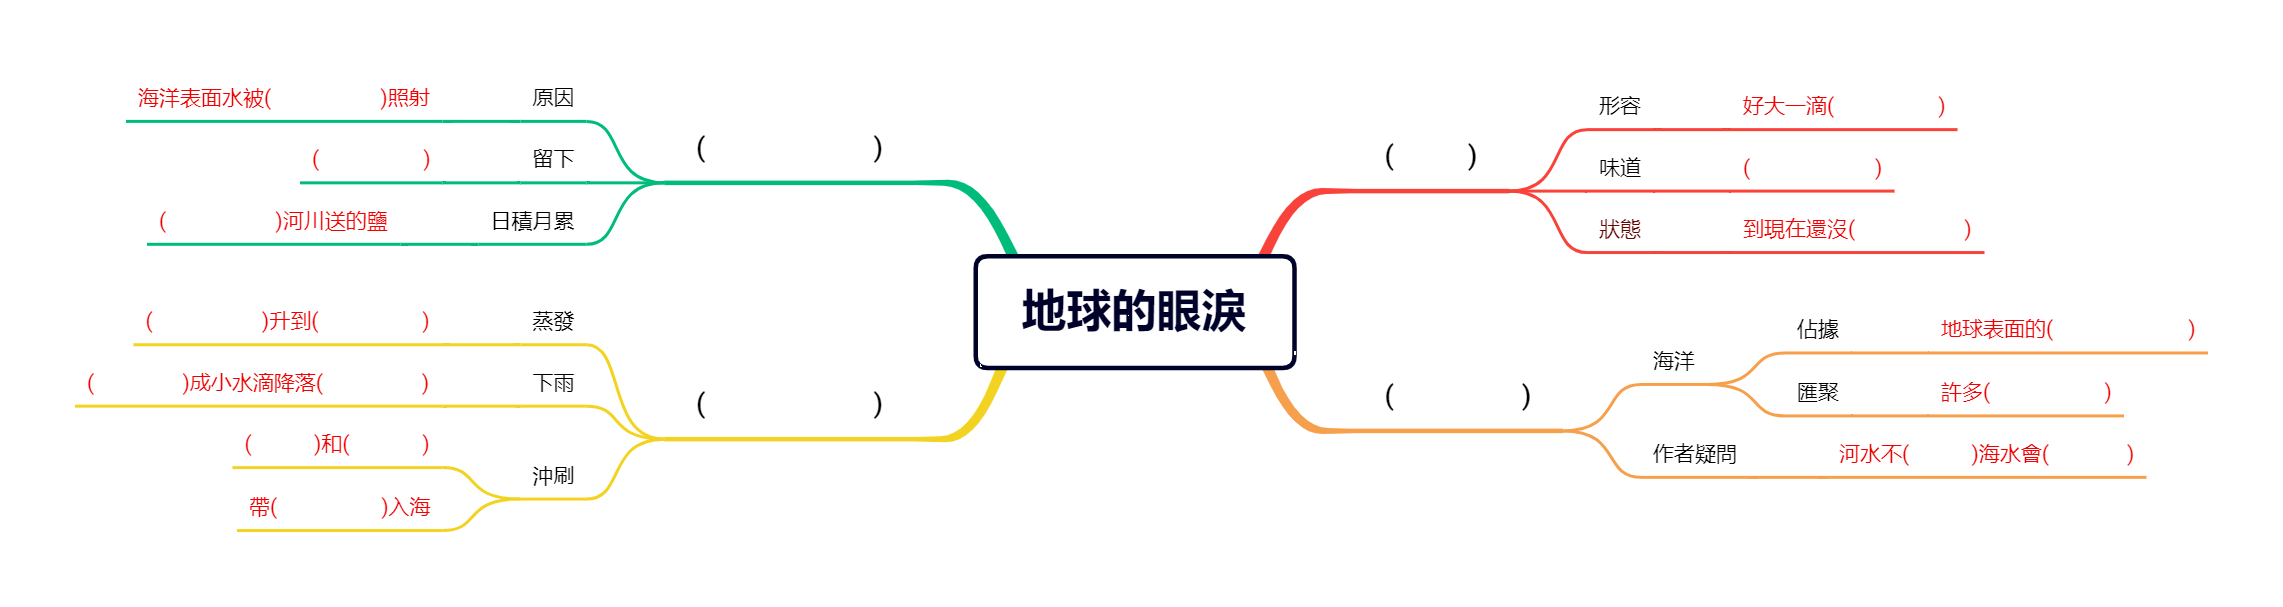 地球的眼淚
(　　　)
形容　好大一滴(　　　)
味道　(　　　)
狀態　到現在還沒(　　　)
(　　　)
海洋
佔據　地球表面的(　　　)
匯聚　許多(　　　)
作者疑問　河水不(　　　)海水會(　　　)
(　　　)
原因　海洋表面水被(　　　)照射
留下　(　　　)
日積月累　(　　　)河川送的鹽
(　　　)
蒸發　(　　　)升到(　　　)
下雨　(　　　)成小水滴降落(　　　)
沖刷
(　　　)和(　　　)
帶(　　　)入海